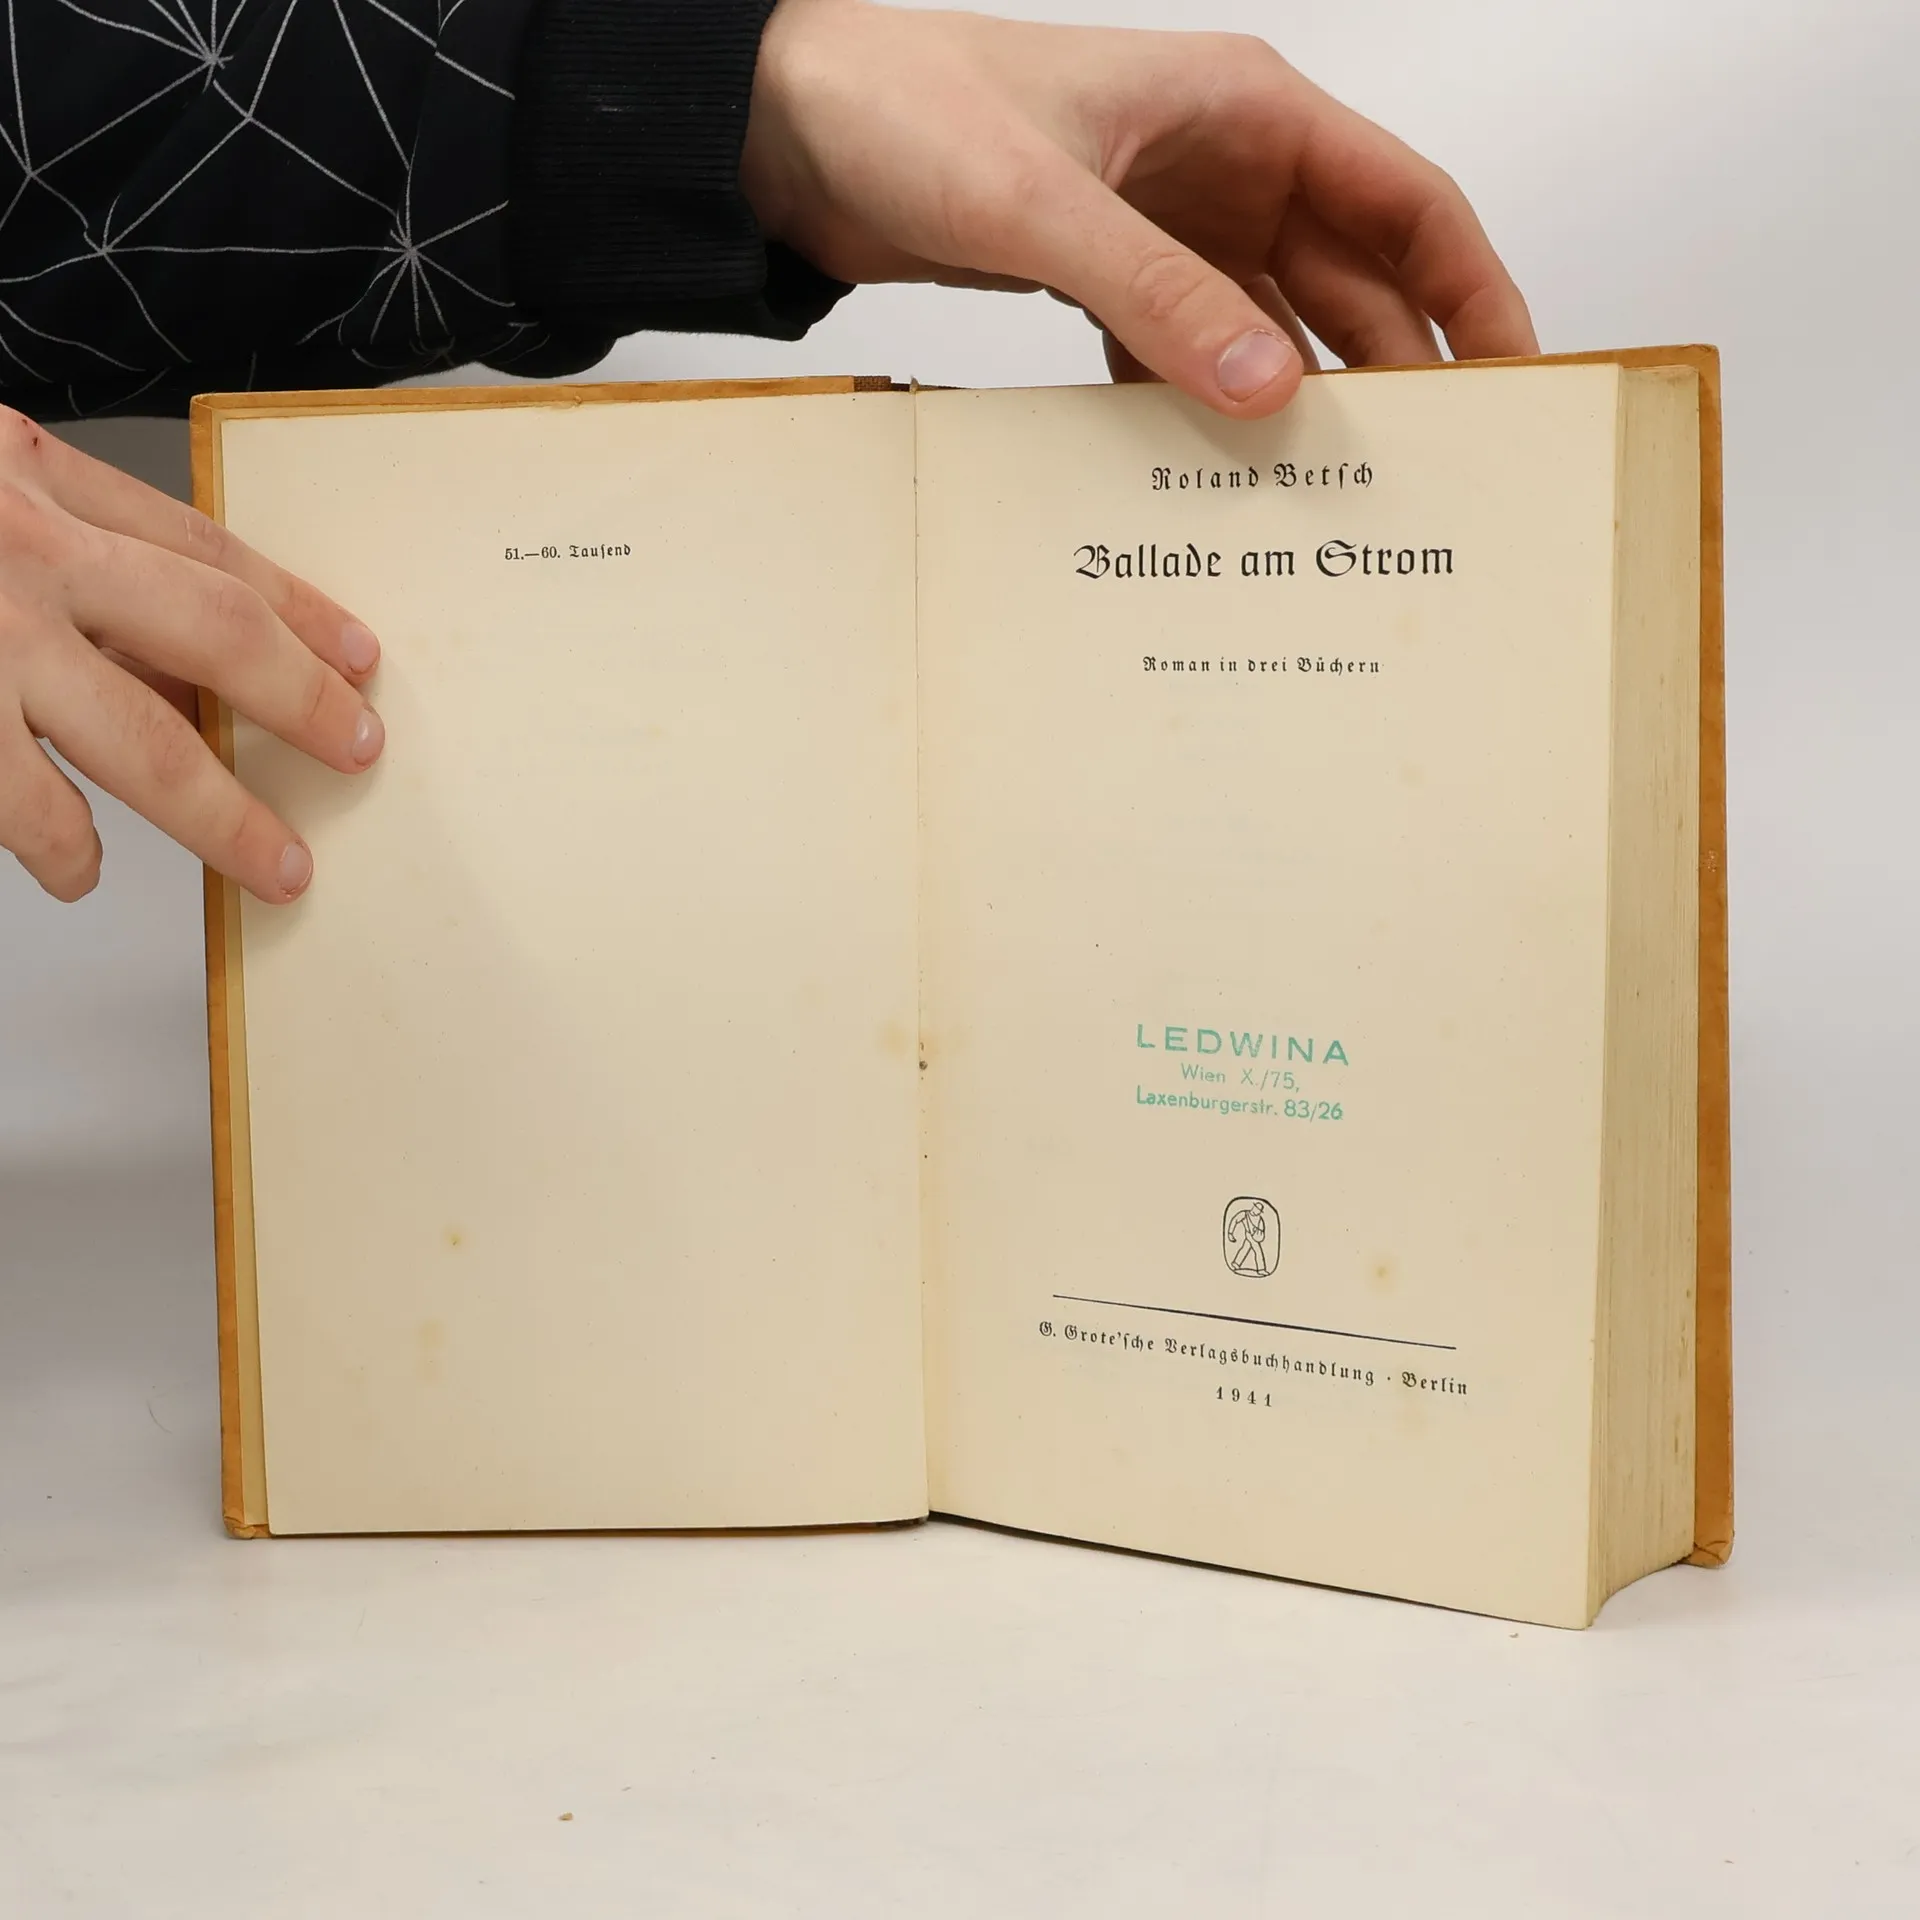 51.—60. Tauſend
Roland Betſch
Ballade am Strom
Roman in drei Büchern
LEDWINA
Wien X./75,
Laxenburgerstr. 83/26
G. Grote'ſche Verlagsbuchhandlung · Berlin
1941